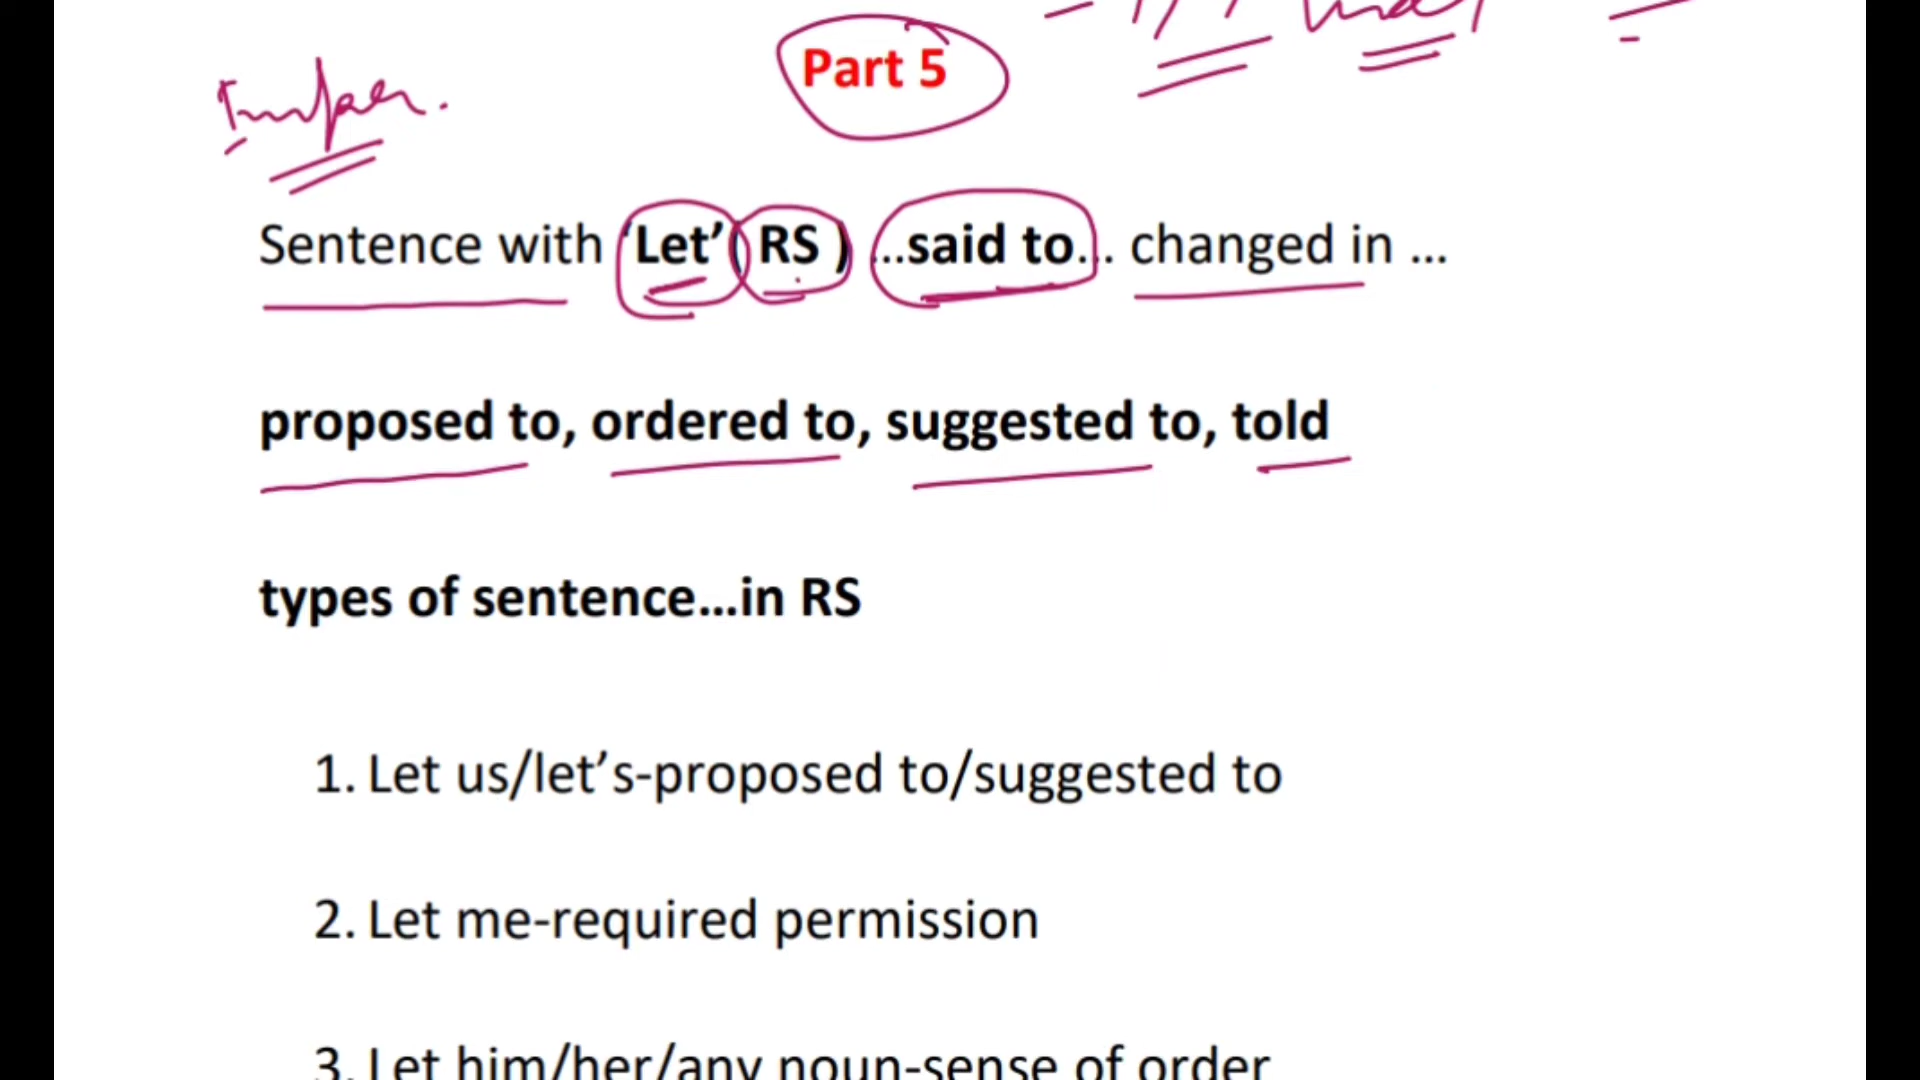 Part 5
Imper.
Sentence with ‘Let’( RS ) ...said to... changed in ...
proposed to, ordered to, suggested to, told
types of sentence...in RS
1. Let us/let’s-proposed to/suggested to
2. Let me-required permission
3. Let him/her/any noun-sense of order